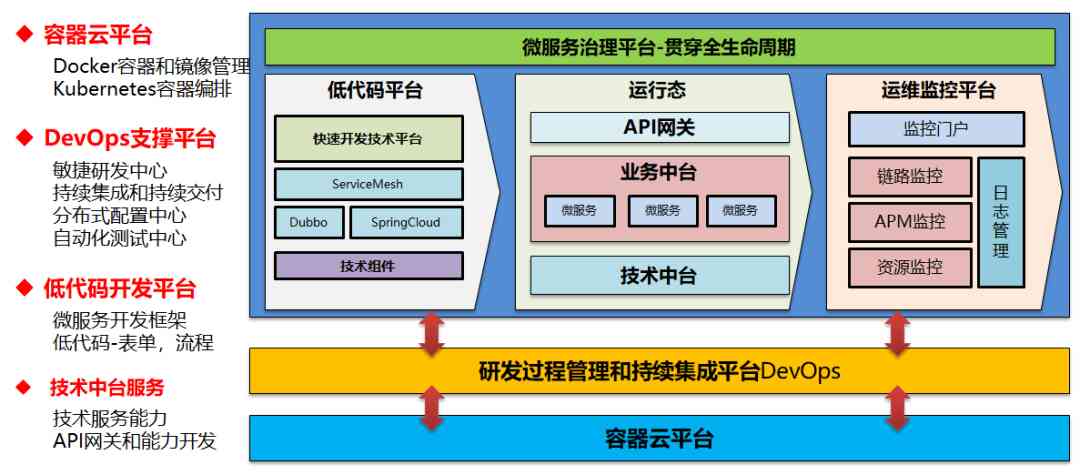 容器云平台
Docker容器和镜像管理
Kubernetes容器编排
DevOps支撑平台
敏捷研发中心
持续集成和持续交付
分布式配置中心
自动化测试中心
低代码开发平台
微服务开发框架
低代码-表单，流程
技术中台服务
技术服务能力
API网关和能力开发
微服务治理平台-贯穿全生命周期
低代码平台
快速开发技术平台
ServiceMesh
Dubbo
SpringCloud
技术组件
运行态
API网关
业务中台
微服务
微服务
微服务
技术中台
运维监控平台
监控门户
链路监控
APM监控
资源监控
日志管理
研发过程管理和持续集成平台DevOps
容器云平台